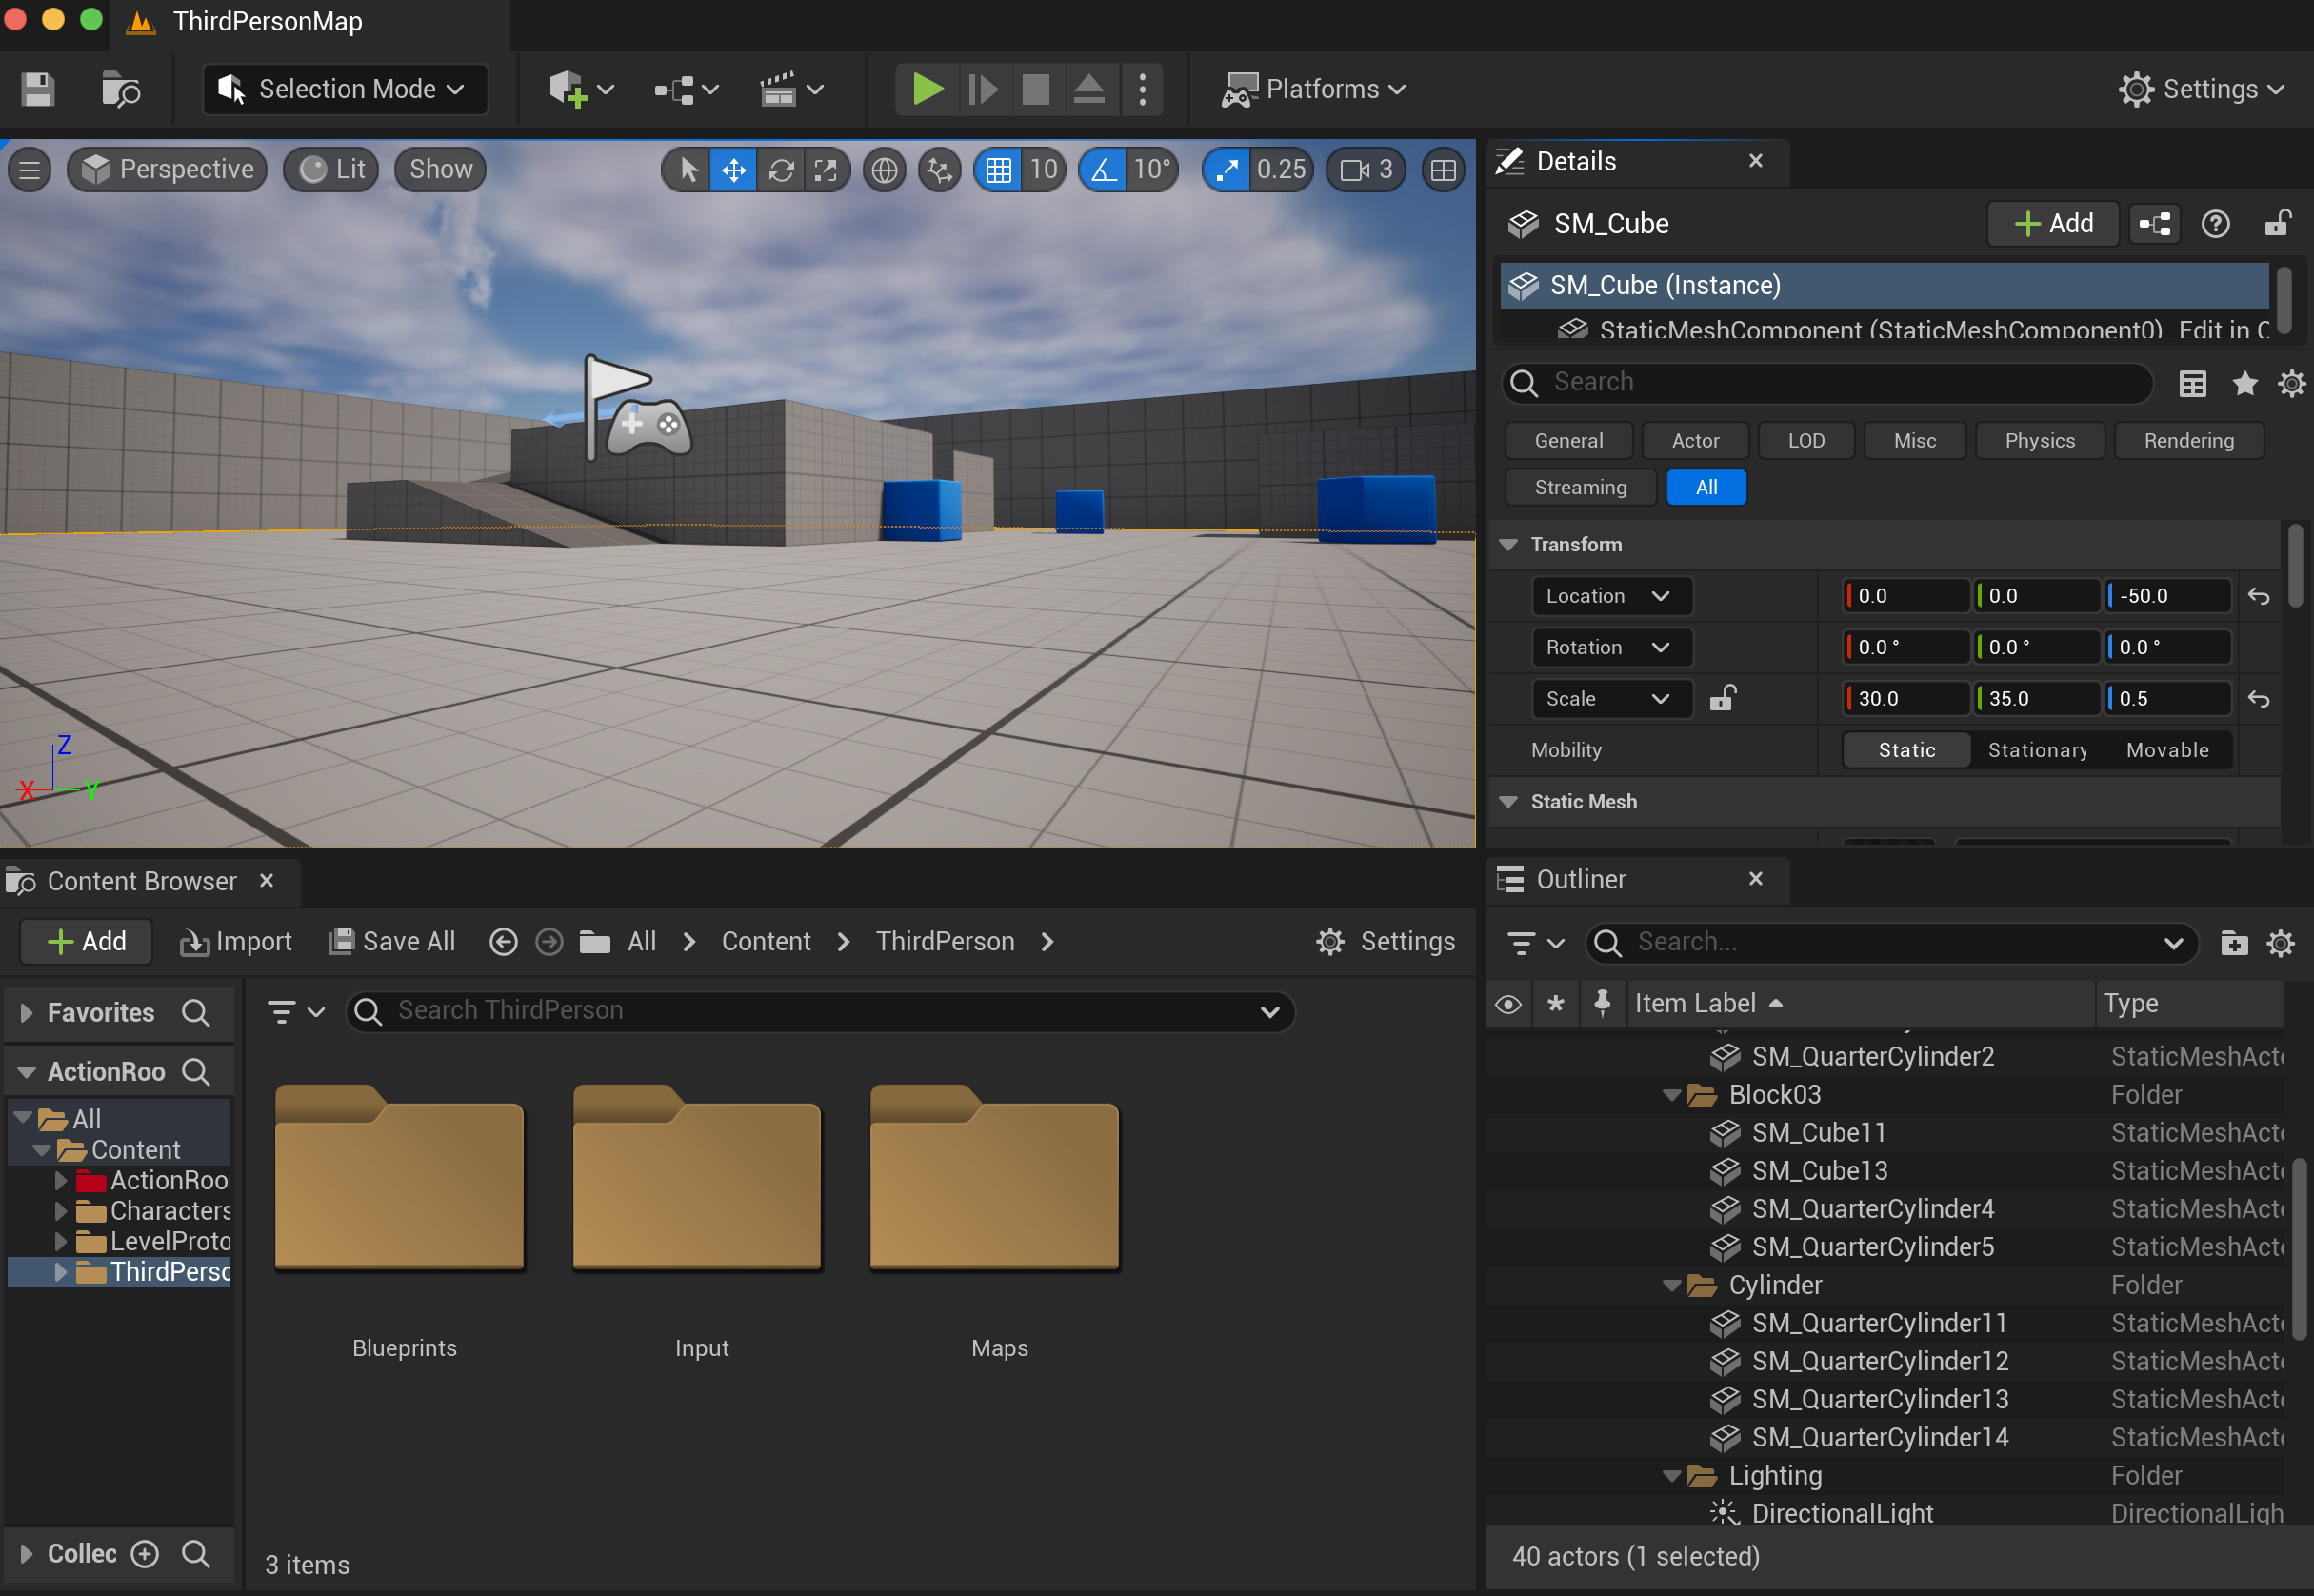 ThirdPersonMap
Selection Mode
Platforms
Settings
Perspective
Lit
Show
10
10°
0.25
3
Z
X
Y
Details
SM_Cube
Add
SM_Cube (Instance)
StaticMeshComponent (StaticMeshComponent0) Edit in C
Search
General Actor LOD Misc Physics Rendering
Streaming All
Transform
Location 0.0 0.0 -50.0
Rotation 0.0 ° 0.0 ° 0.0 °
Scale 30.0 35.0 0.5
Mobility Static Stationary Movable
Static Mesh
Content Browser
Add Import Save All All Content ThirdPerson Settings
Favorites
ActionRoo
All
Content
ActionRoo
Characters
LevelProto
ThirdPerso
Collec
Search ThirdPerson
Blueprints Input Maps
3 items
Outliner
Search...
Item Label Type
SM_QuarterCylinder2 StaticMeshActo
Block03 Folder
SM_Cube11 StaticMeshActo
SM_Cube13 StaticMeshActo
SM_QuarterCylinder4 StaticMeshActo
SM_QuarterCylinder5 StaticMeshActo
Cylinder Folder
SM_QuarterCylinder11 StaticMeshActo
SM_QuarterCylinder12 StaticMeshActo
SM_QuarterCylinder13 StaticMeshActo
SM_QuarterCylinder14 StaticMeshActo
Lighting Folder
DirectionalLight DirectionalLigh
40 actors (1 selected)